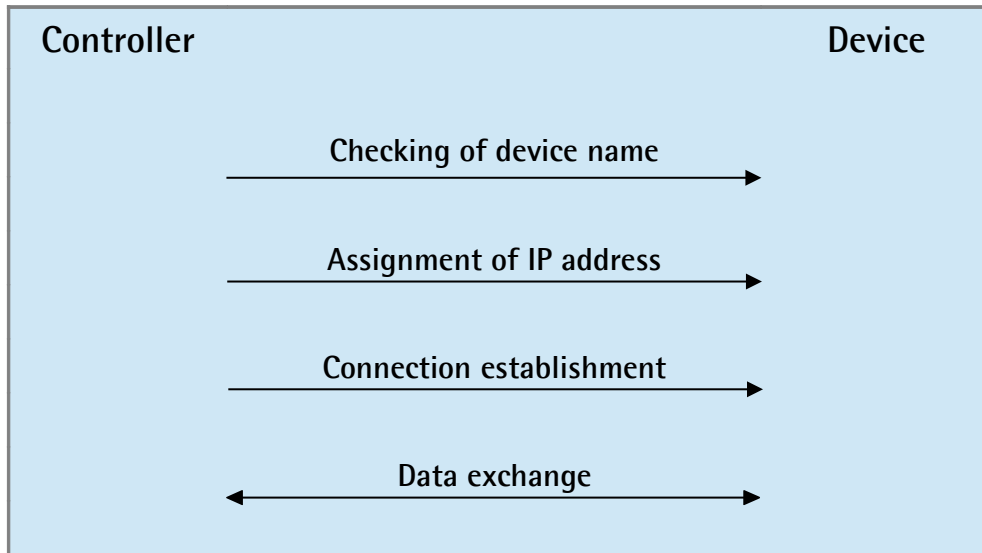 Controller
Device
Checking of device name
Assignment of IP address
Connection establishment
Data exchange